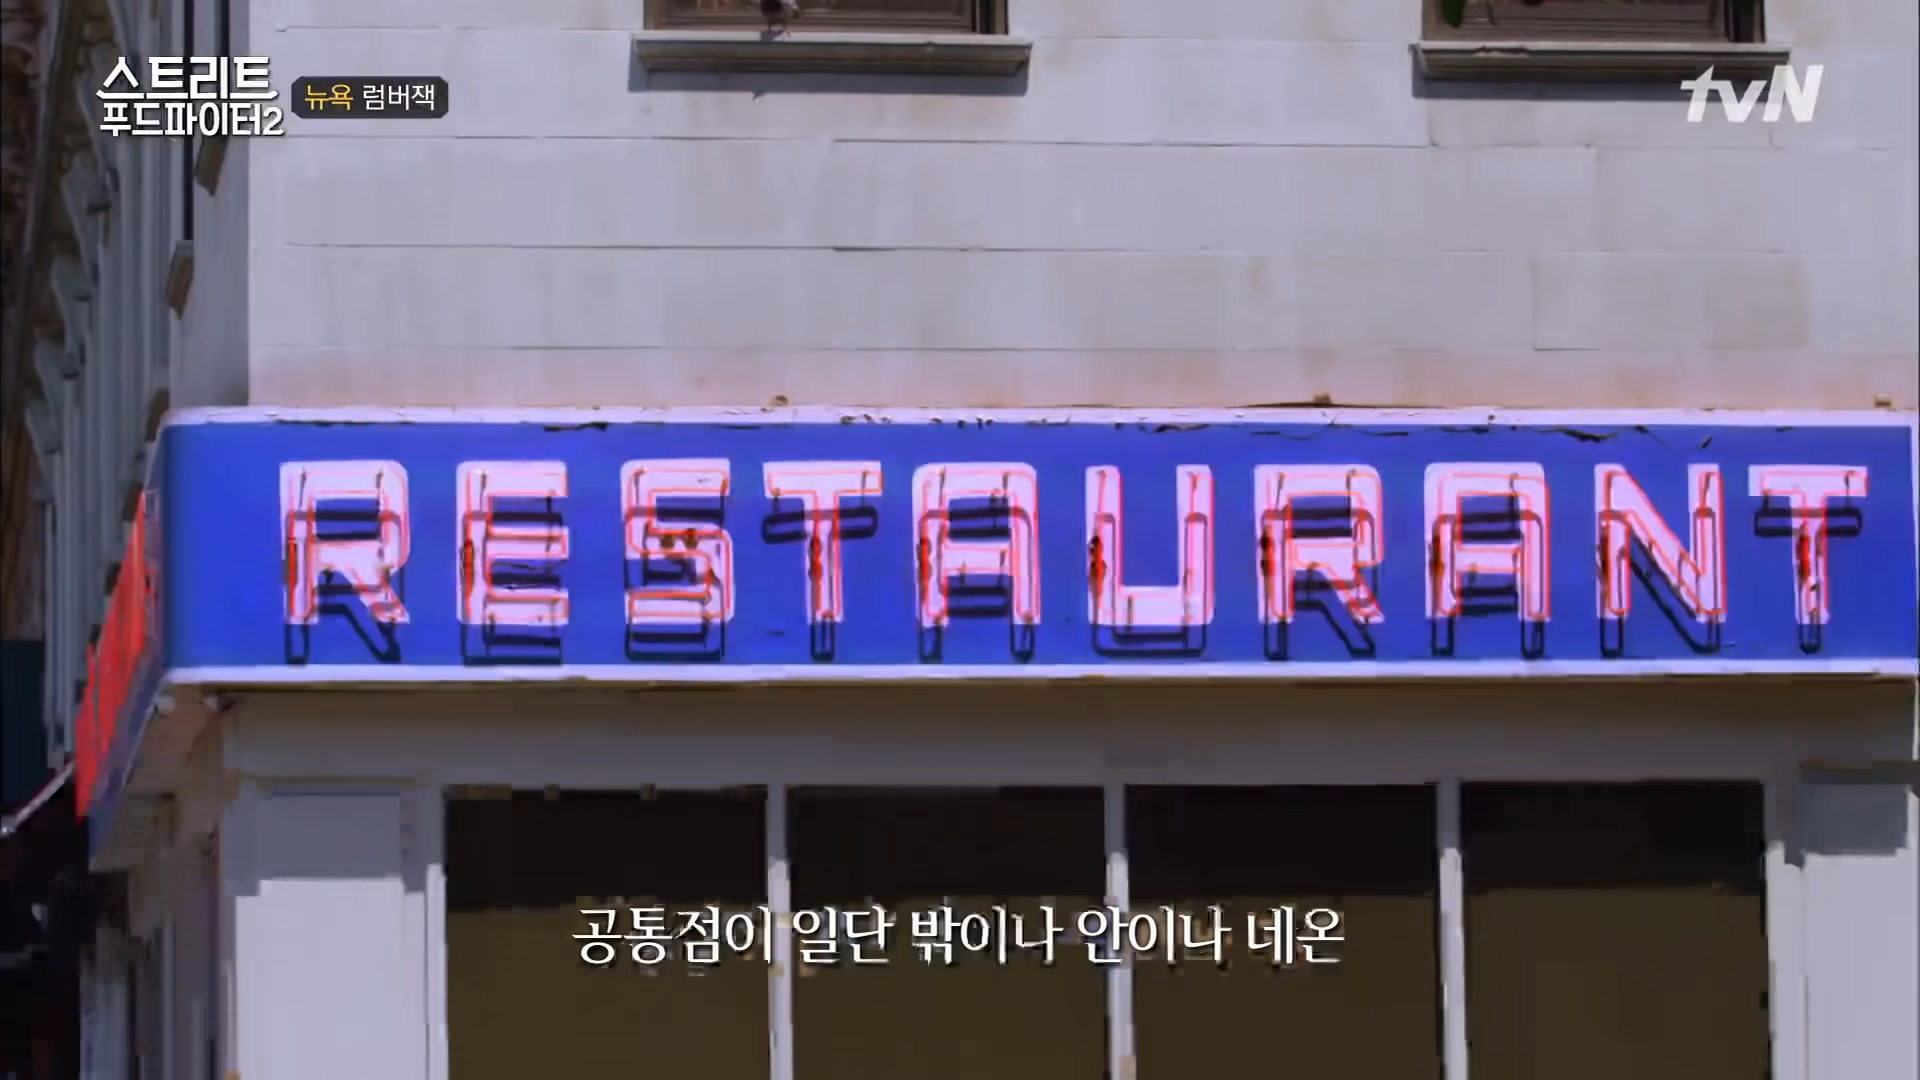 스트리트
푸드파이터2
뉴욕 럼버잭
tvN
RESTAURANT
공통점이 일단 밖이나 안이나 네온